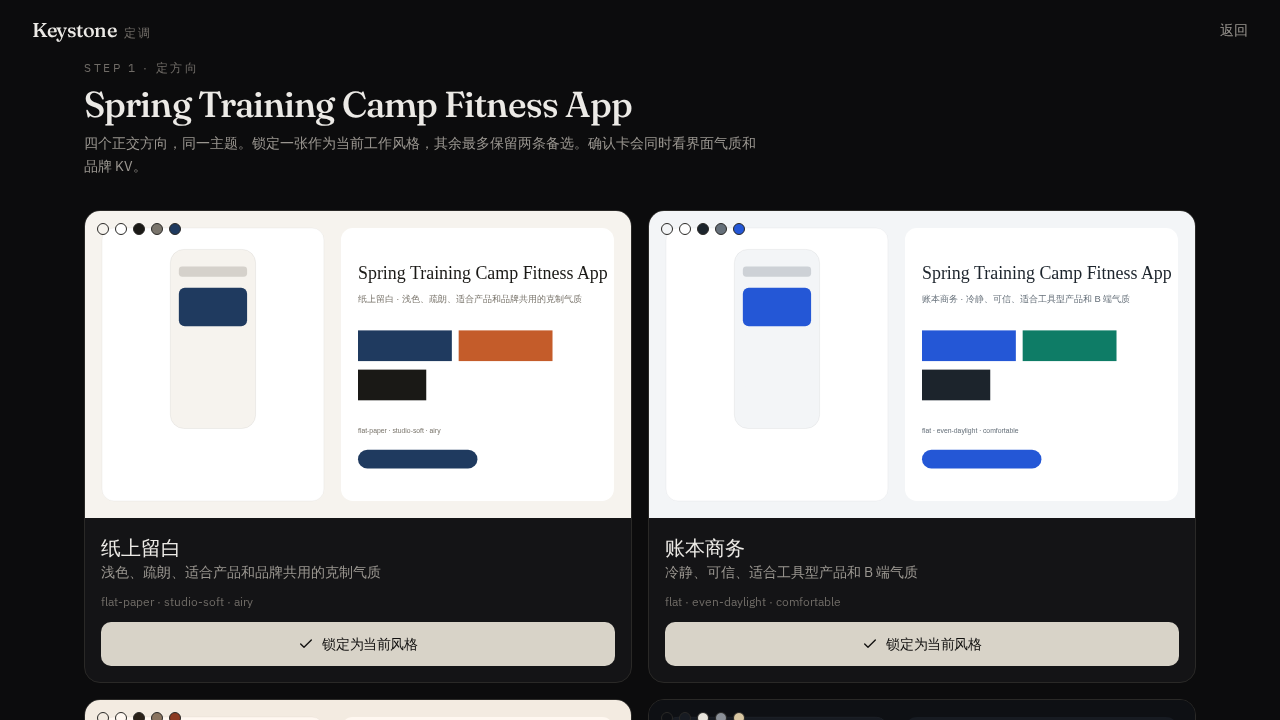 Keystone 定调
返回
STEP 1 · 定方向
Spring Training Camp Fitness App
四个正交方向，同一主题。锁定一张作为当前工作风格，其余最多保留两条备选。确认卡会同时看界面气质和
品牌 KV。
Spring Training Camp Fitness App
纸上留白 · 浅色、疏朗、适合产品和品牌共用的克制气质
flat-paper · studio-soft · airy
纸上留白
浅色、疏朗、适合产品和品牌共用的克制气质
flat-paper · studio-soft · airy
锁定为当前风格
Spring Training Camp Fitness App
账本商务 · 冷静、可信、适合工具型产品和 B 端气质
flat · even-daylight · comfortable
账本商务
冷静、可信、适合工具型产品和 B 端气质
flat · even-daylight · comfortable
锁定为当前风格